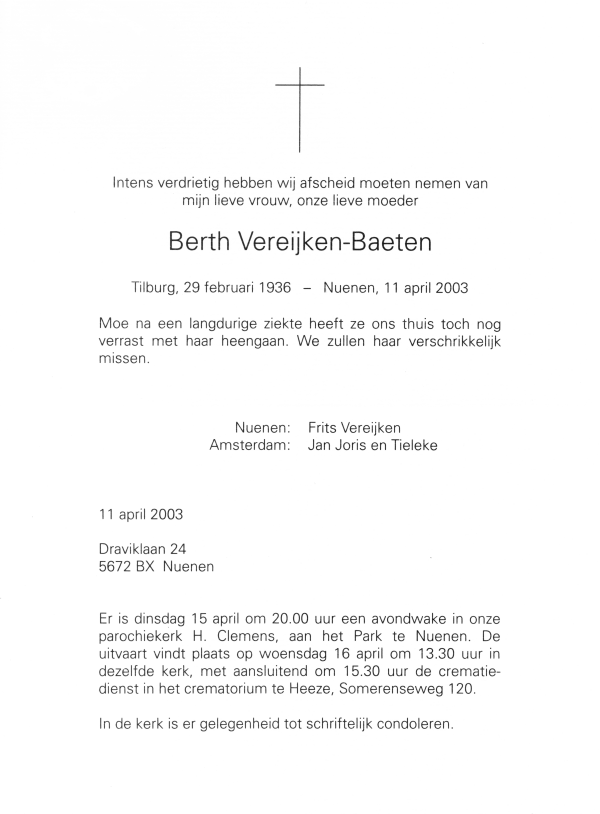 Intens verdrietig hebben wij afscheid moeten nemen van
mijn lieve vrouw, onze lieve moeder
Berth Vereijken-Baeten
Tilburg, 29 februari 1936 – Nuenen, 11 april 2003
Moe na een langdurige ziekte heeft ze ons thuis toch nog
verrast met haar heengaan. We zullen haar verschrikkelijk
missen.
Nuenen: Frits Vereijken
Amsterdam: Jan Joris en Tieleke
11 april 2003
Draviklaan 24
5672 BX Nuenen
Er is dinsdag 15 april om 20.00 uur een avondwake in onze
parochiekerk H. Clemens, aan het Park te Nuenen. De
uitvaart vindt plaats op woensdag 16 april om 13.30 uur in
dezelfde kerk, met aansluitend om 15.30 uur de crematie-
dienst in het crematorium te Heeze, Somerenseweg 120.
In de kerk is er gelegenheid tot schriftelijk condoleren.